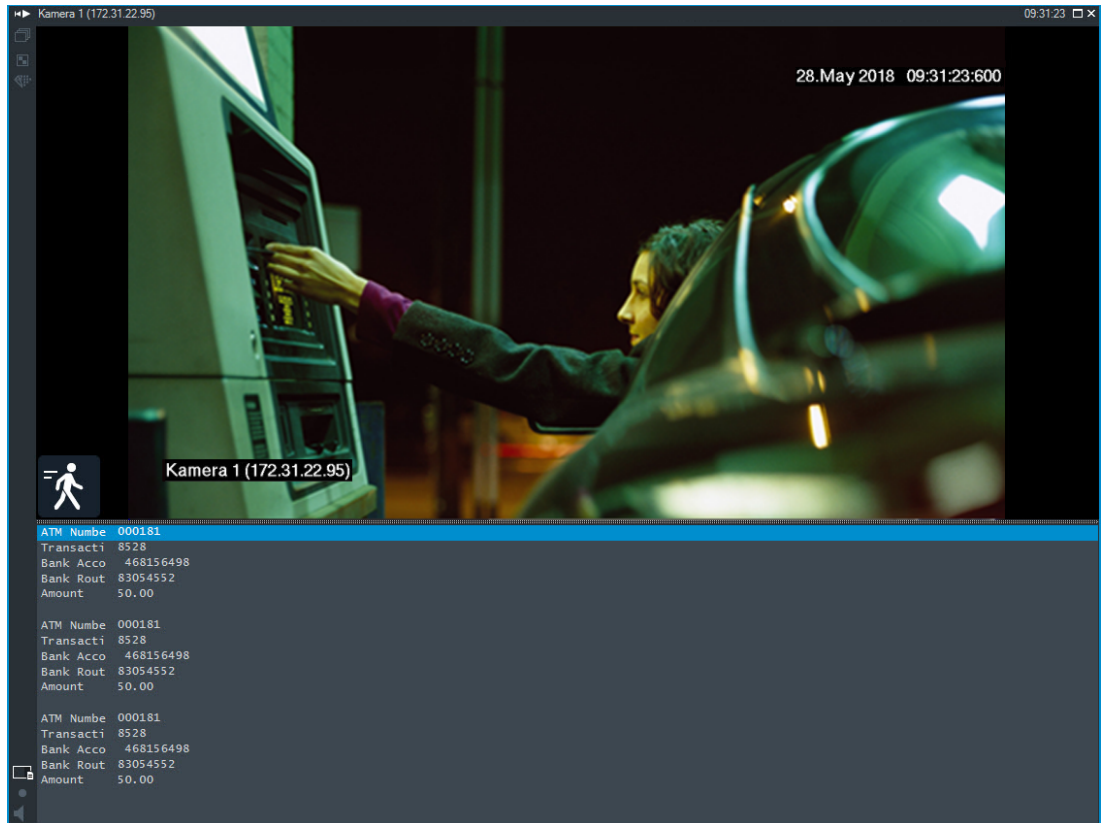 Kamera 1 (172.31.22.95) 09:31:23
28.May 2018 09:31:23:600
Kamera 1 (172.31.22.95)
ATM Numbe 000181
Transacti 8528
Bank Acco 468156498
Bank Rout 83054552
Amount 50.00
ATM Numbe 000181
Transacti 8528
Bank Acco 468156498
Bank Rout 83054552
Amount 50.00
ATM Numbe 000181
Transacti 8528
Bank Acco 468156498
Bank Rout 83054552
Amount 50.00